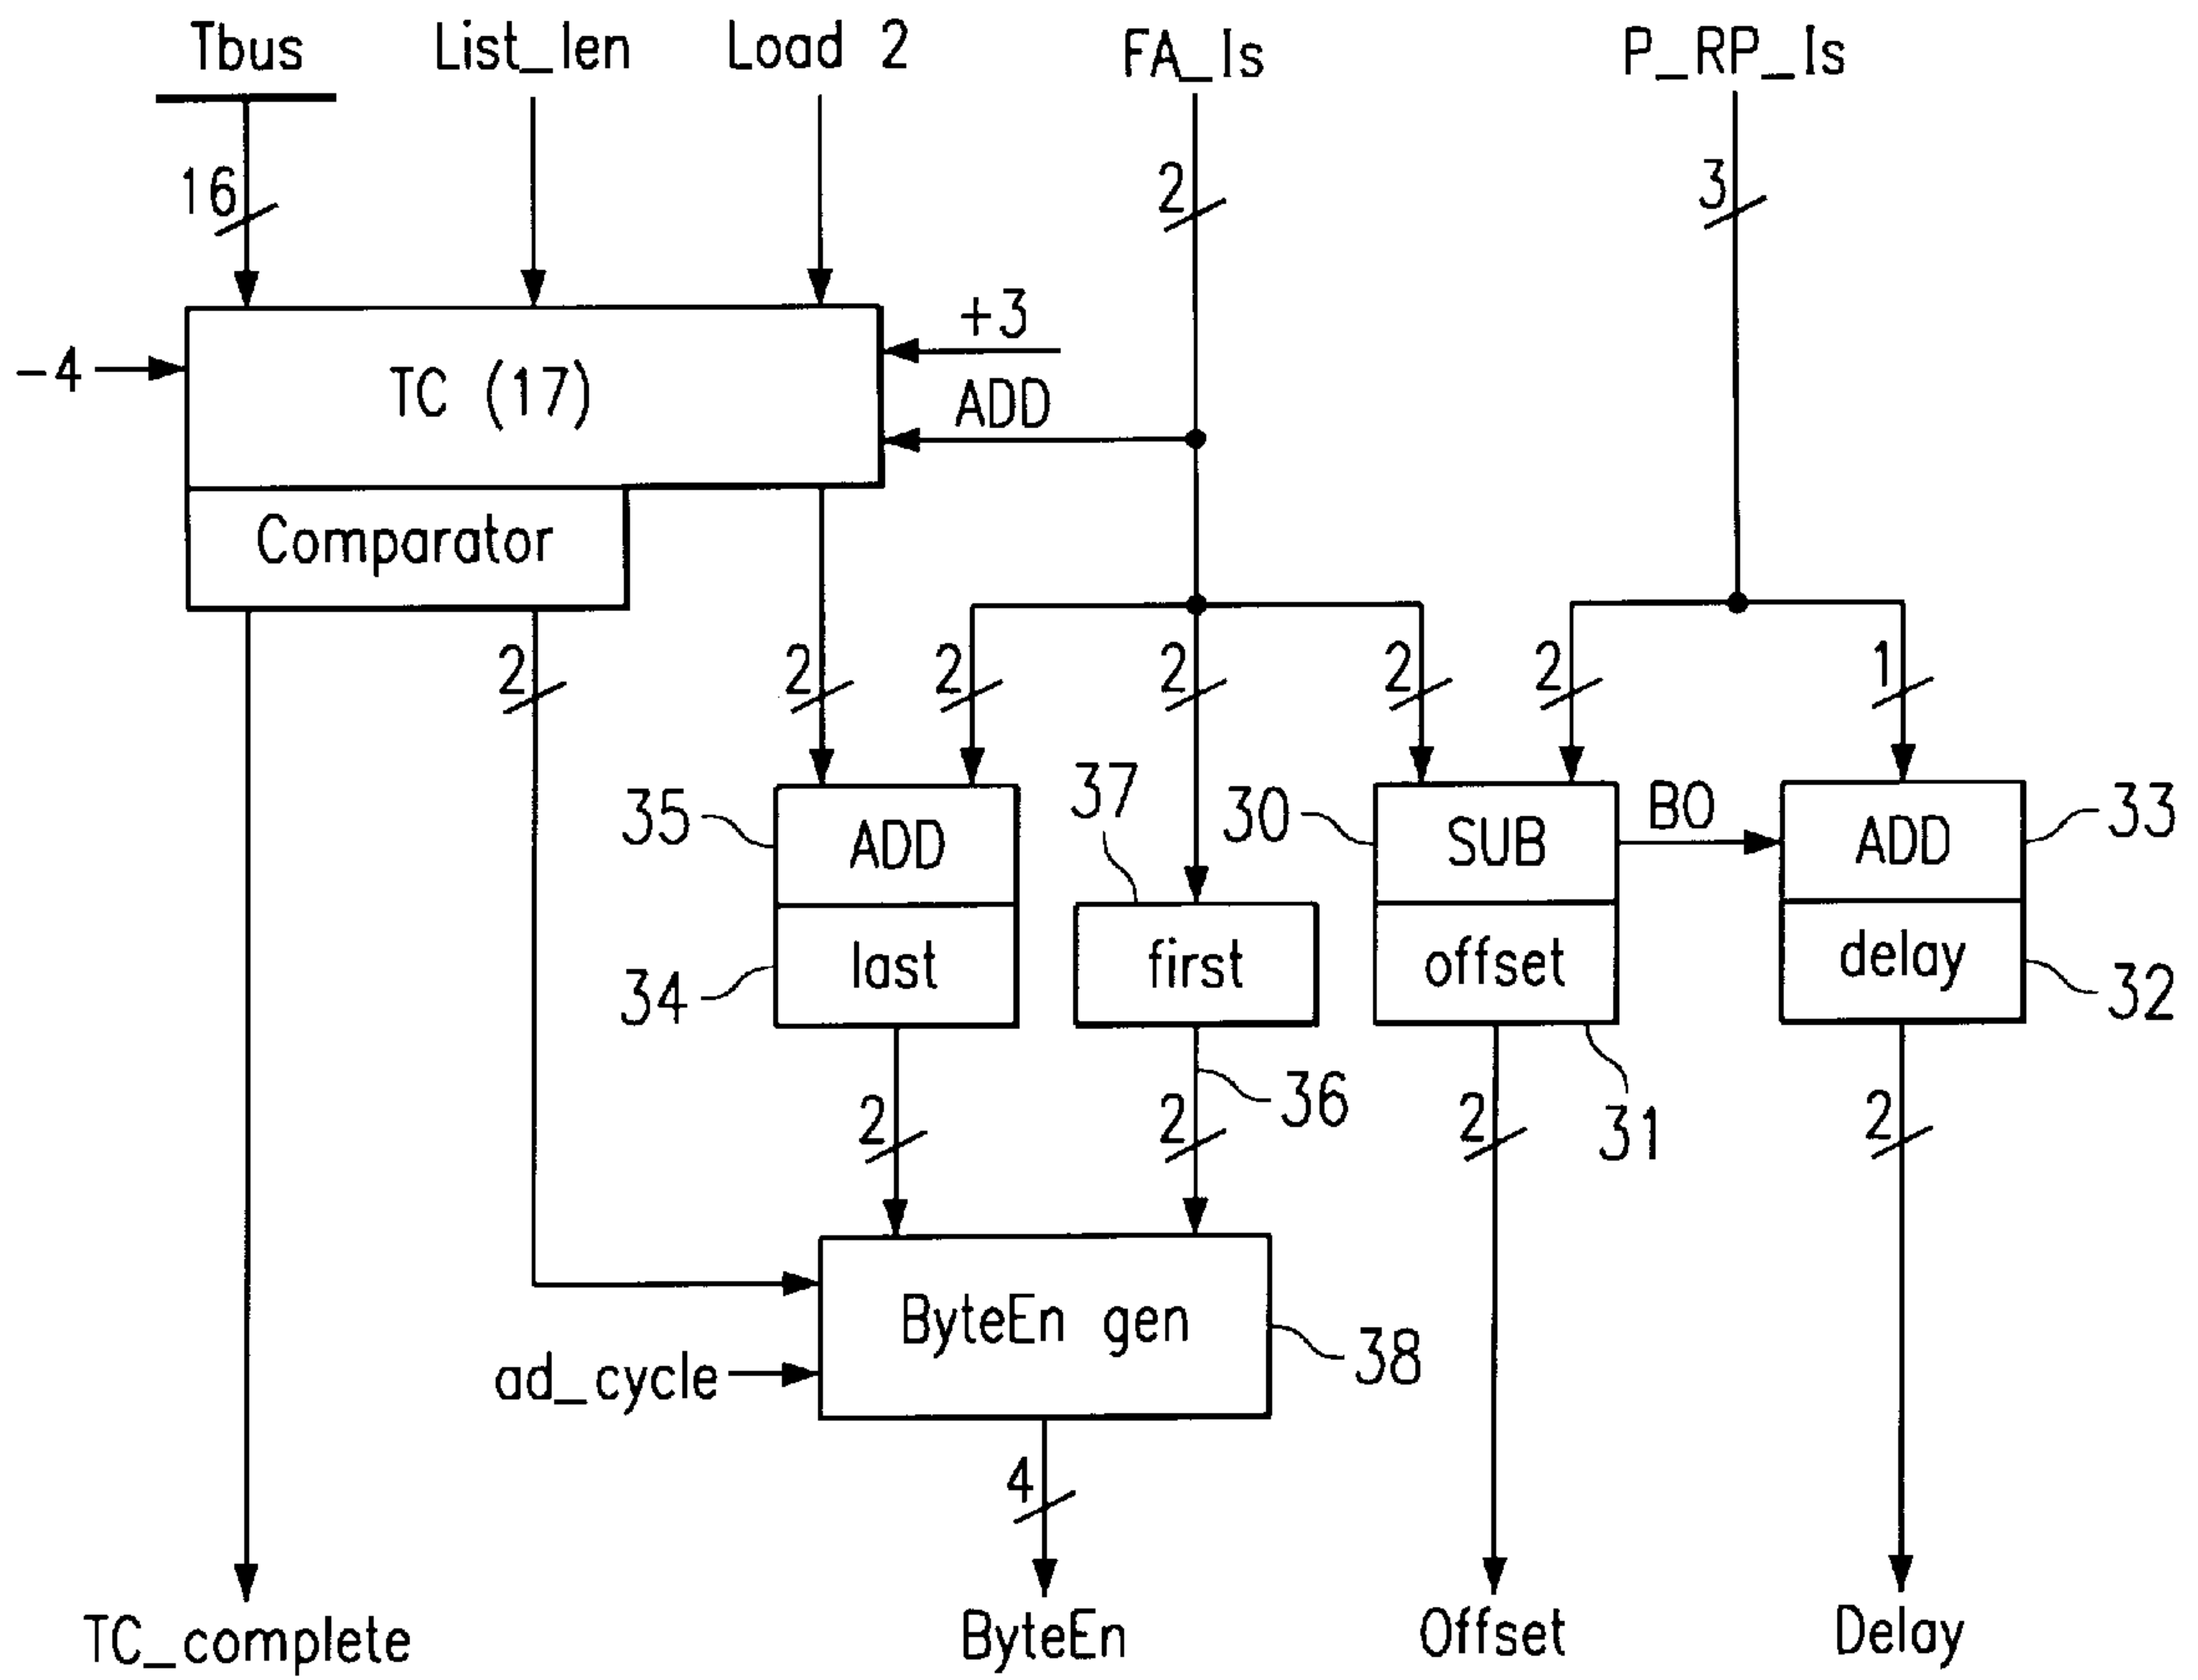 Tbus List_len Load 2 FA_ls P_RP_ls
16 2 3
+3
-4 TC (17) ADD
Comparator
2 2 2 2 2 2 1
35 ADD 37 30 SUB BO ADD 33
34 last first offset delay 32
2 2 36 2 31 2
ByteEn gen 38
ad_cycle
4
TC_complete ByteEn Offset Delay